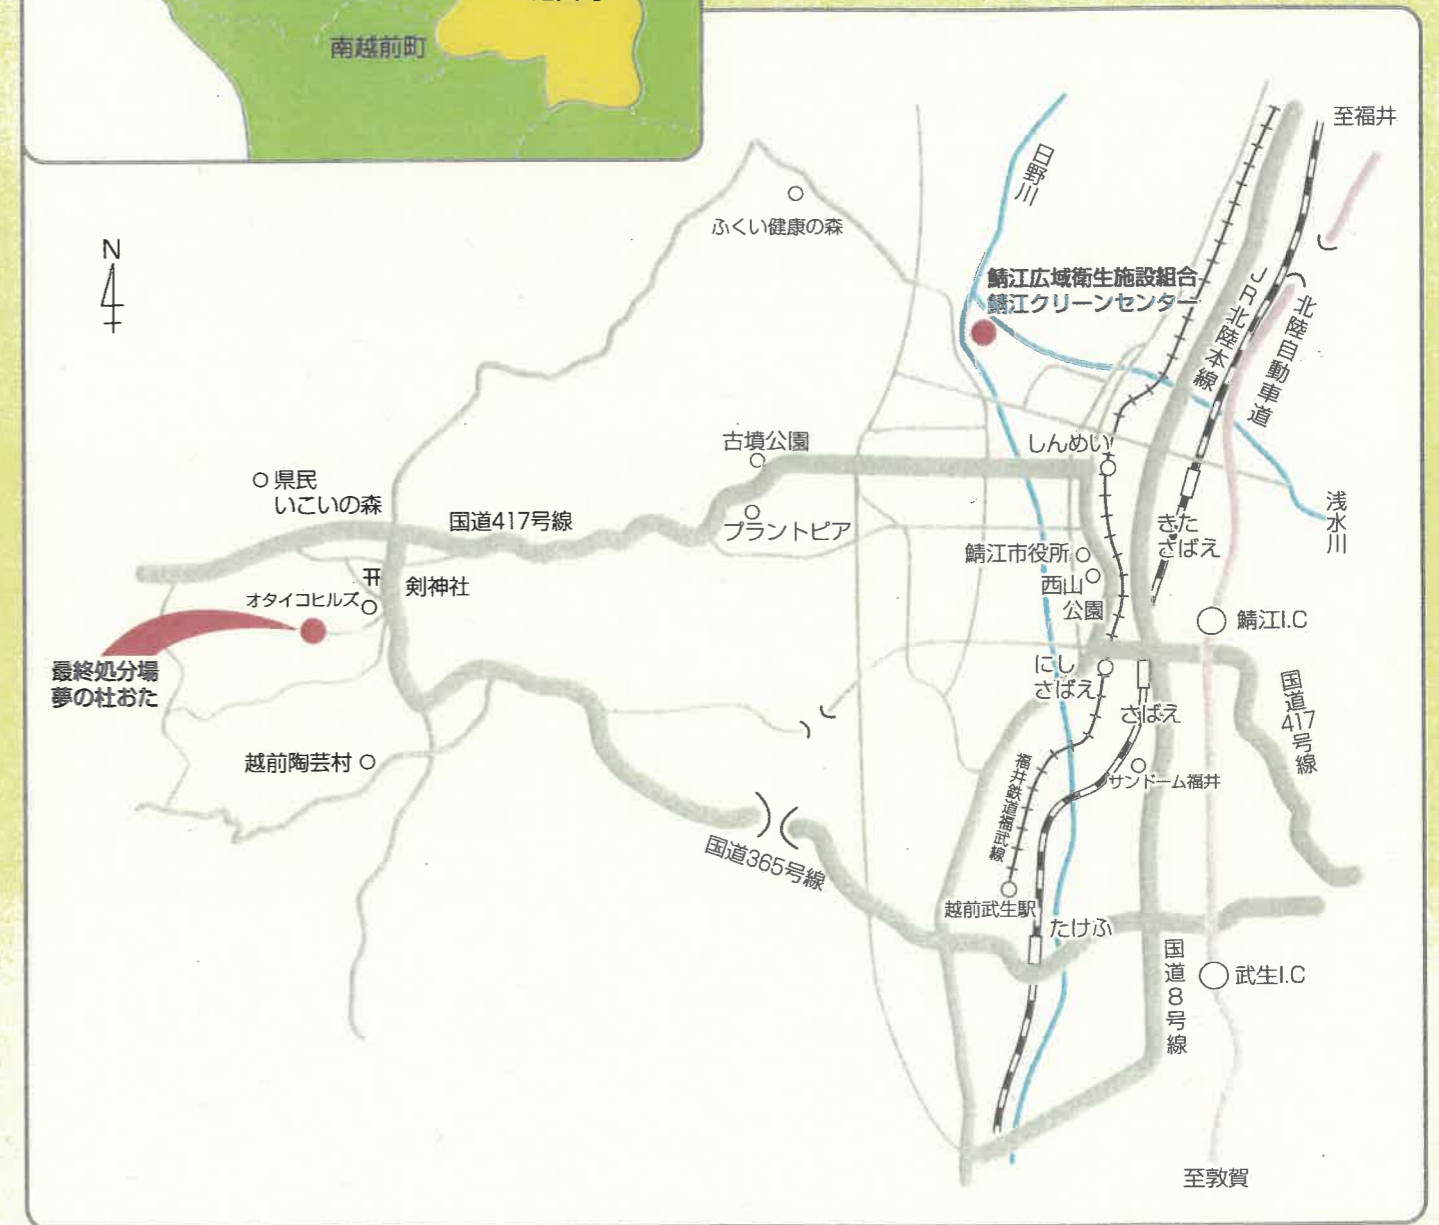 南越前町
至福井
日野川
ふくい健康の森
N
鯖江広域衛生施設組合
鯖江クリーンセンター
JR北陸本線
北陸自動車道
古墳公園
しんめい
県民
いこいの森
国道417号線
プラントピア
浅水川
きた
さばえ
鯖江市役所
西山
公園
剣神社
オタイコヒルズ
鯖江I.C
最終処分場
夢の杜おた
にし
さばえ
さばえ
国道417号線
越前陶芸村
福井鉄道福武線
サンドーム福井
国道365号線
越前武生駅
たけふ
国道8号線
武生I.C
至敦賀